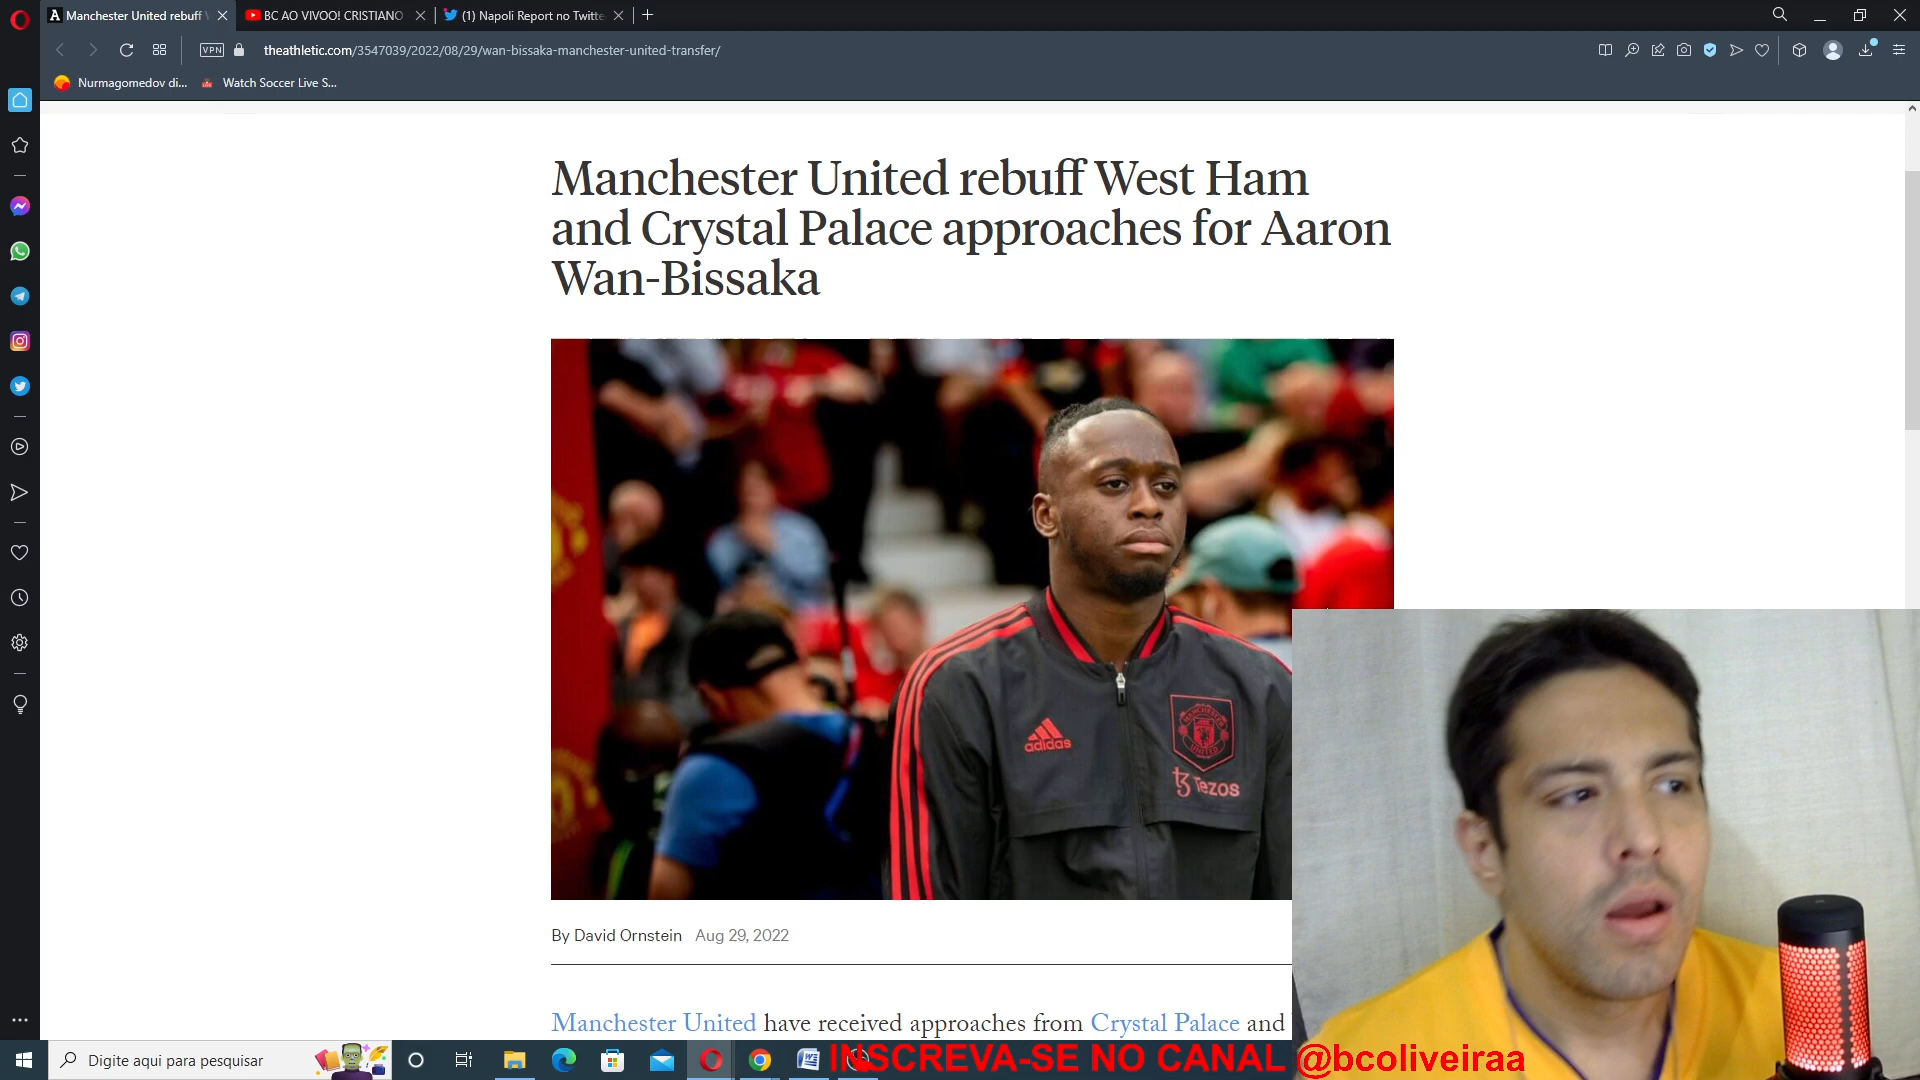 Manchester United rebuff
BC AO VIVOO! CRISTIANO
(1) Napoli Report no Twitte
VPN
theathletic.com/3547039/2022/08/29/wan-bissaka-manchester-united-transfer/
Nurmagomedov di...
Watch Soccer Live S...
Manchester United rebuff West Ham
and Crystal Palace approaches for Aaron
Wan-Bissaka
adidas
MANCHESTER
UNITED
Tezos
By David Ornstein Aug 29, 2022
Manchester United have received approaches from Crystal Palace and
Digite aqui para pesquisar
INSCREVA-SE NO CANAL @bcoliveiraa